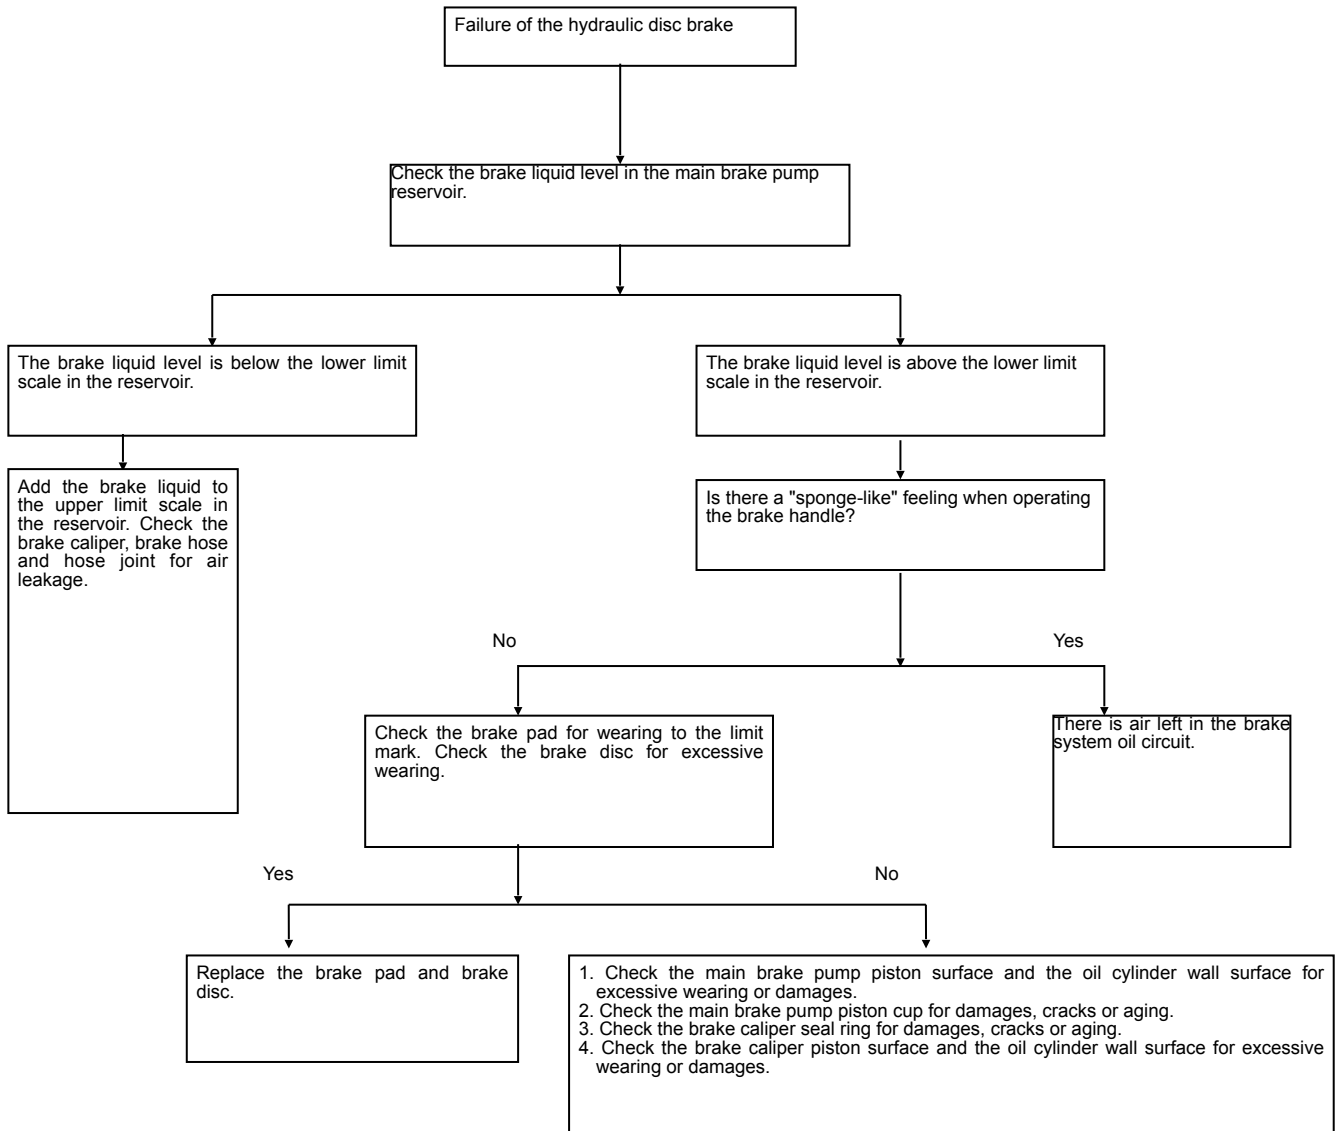 Failure of the hydraulic disc brake
Check the brake liquid level in the main brake pump
reservoir.
The brake liquid level is below the lower limit
scale in the reservoir.
The brake liquid level is above the lower limit
scale in the reservoir.
Add the brake liquid to
the upper limit scale in
the reservoir. Check the
brake caliper, brake hose
and hose joint for air
leakage.
Is there a "sponge-like" feeling when operating
the brake handle?
No
Yes
Check the brake pad for wearing to the limit
mark. Check the brake disc for excessive
wearing.
There is air left in the brake
system oil circuit.
Yes
No
Replace the brake pad and brake
disc.
1. Check the main brake pump piston surface and the oil cylinder wall surface for
excessive wearing or damages.
2. Check the main brake pump piston cup for damages, cracks or aging.
3. Check the brake caliper seal ring for damages, cracks or aging.
4. Check the brake caliper piston surface and the oil cylinder wall surface for excessive
wearing or damages.